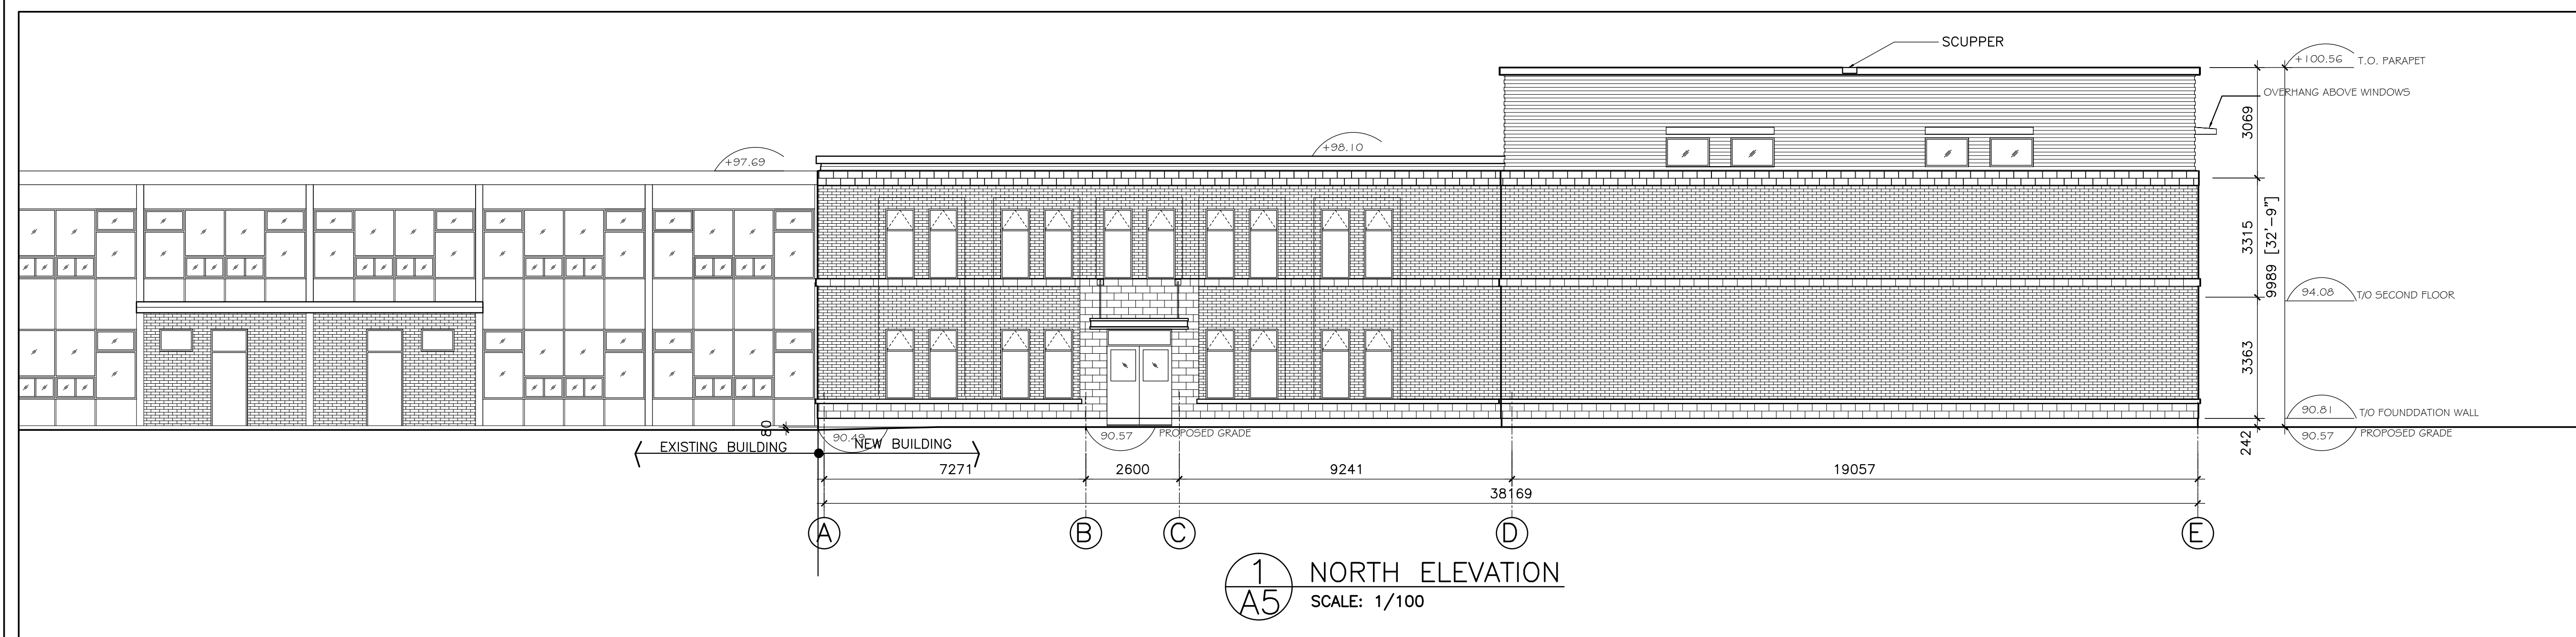 SCUPPER
+100.56 T.O. PARAPET
OVERHANG ABOVE WINDOWS
3069
+98.10
+97.69
3315
9989 [32'-9"]
94.08 T/O SECOND FLOOR
3363
90.81 T/O FOUNDDATION WALL
80
90.49
90.57 PROPOSED GRADE
242
90.57 PROPOSED GRADE
EXISTING BUILDING
NEW BUILDING
7271
2600
9241
19057
38169
A
B
C
D
E
1
A5
NORTH ELEVATION
SCALE: 1/100